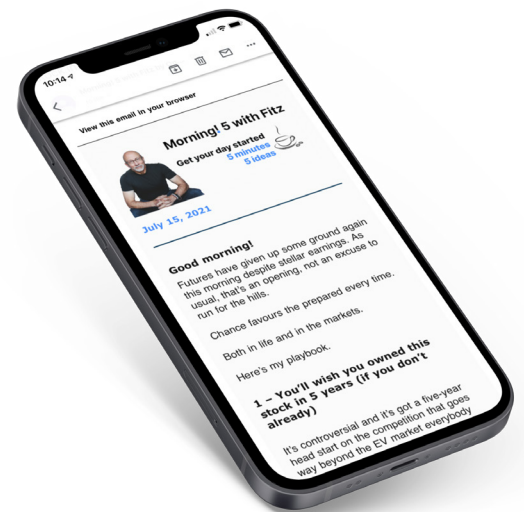 10:14
View this email in your browser
Morning! 5 with Fitz
Get your day started
5 minutes
5 ideas
July 15, 2021
Good morning!
Futures have given up some ground again
this morning despite stellar earnings. As
usual, that's an opening, not an excuse to
run for the hills.
Chance favours the prepared every time.
Both in life and in the markets.
Here's my playbook.
1 – You'll wish you owned this
stock in 5 years (if you don't
already)
It's controversial and it's got a five-year
head start on the competition that goes
way beyond the EV market everybody